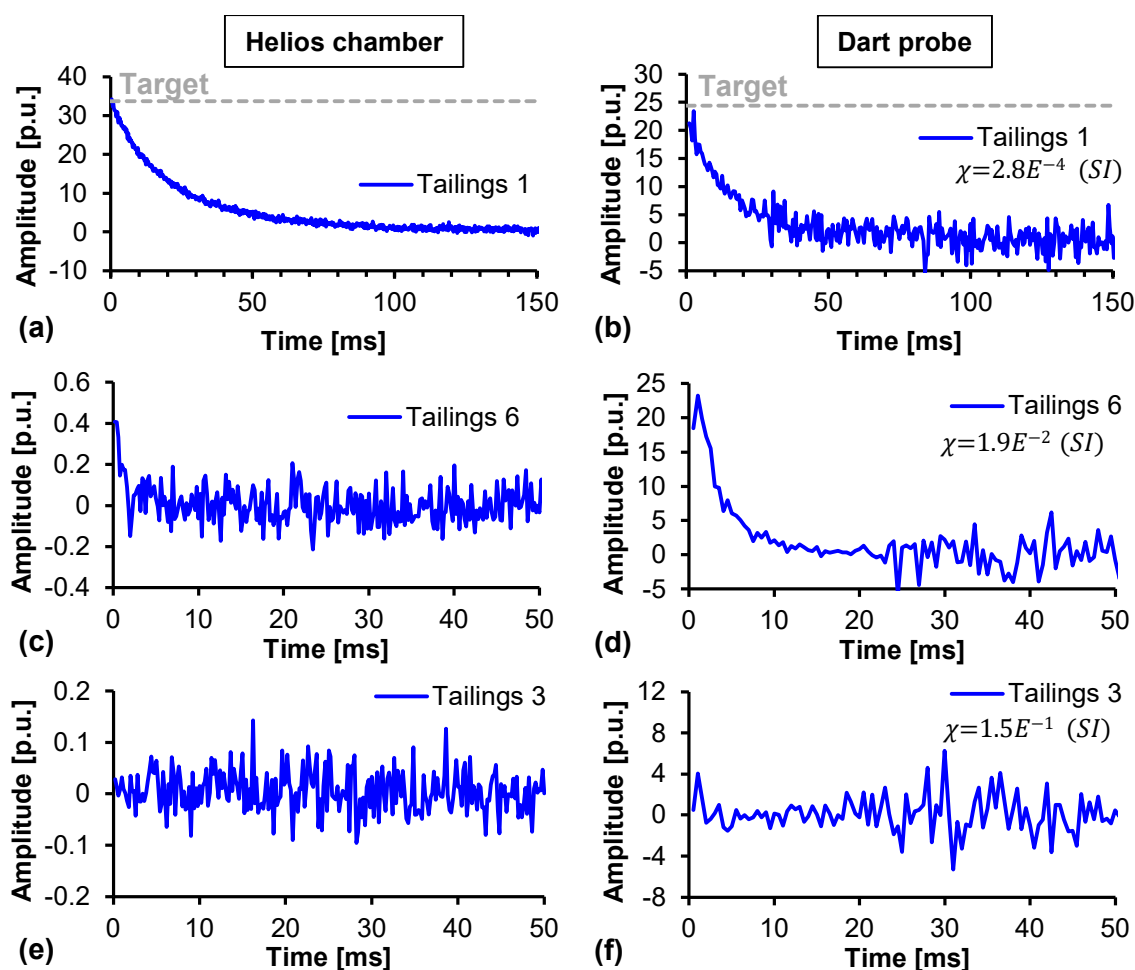 Helios chamber
Dart probe
Amplitude [p.u.]
40
30
20
10
0
-10
Target
Tailings 1
0
50
100
150
Time [ms]
(a)
Amplitude [p.u.]
30
25
20
15
10
5
0
-5
Target
Tailings 1
χ=2.8E⁻⁴ (SI)
0
50
100
150
Time [ms]
(b)
Amplitude [p.u.]
0.6
0.4
0.2
0
-0.2
-0.4
Tailings 6
0
10
20
30
40
50
Time [ms]
(c)
Amplitude [p.u.]
25
20
15
10
5
0
-5
Tailings 6
χ=1.9E⁻² (SI)
0
10
20
30
40
50
Time [ms]
(d)
Amplitude [p.u.]
0.2
0.1
0
-0.1
-0.2
Tailings 3
0
10
20
30
40
50
Time [ms]
(e)
Amplitude [p.u.]
12
8
4
0
-4
-8
Tailings 3
χ=1.5E⁻¹ (SI)
0
10
20
30
40
50
Time [ms]
(f)